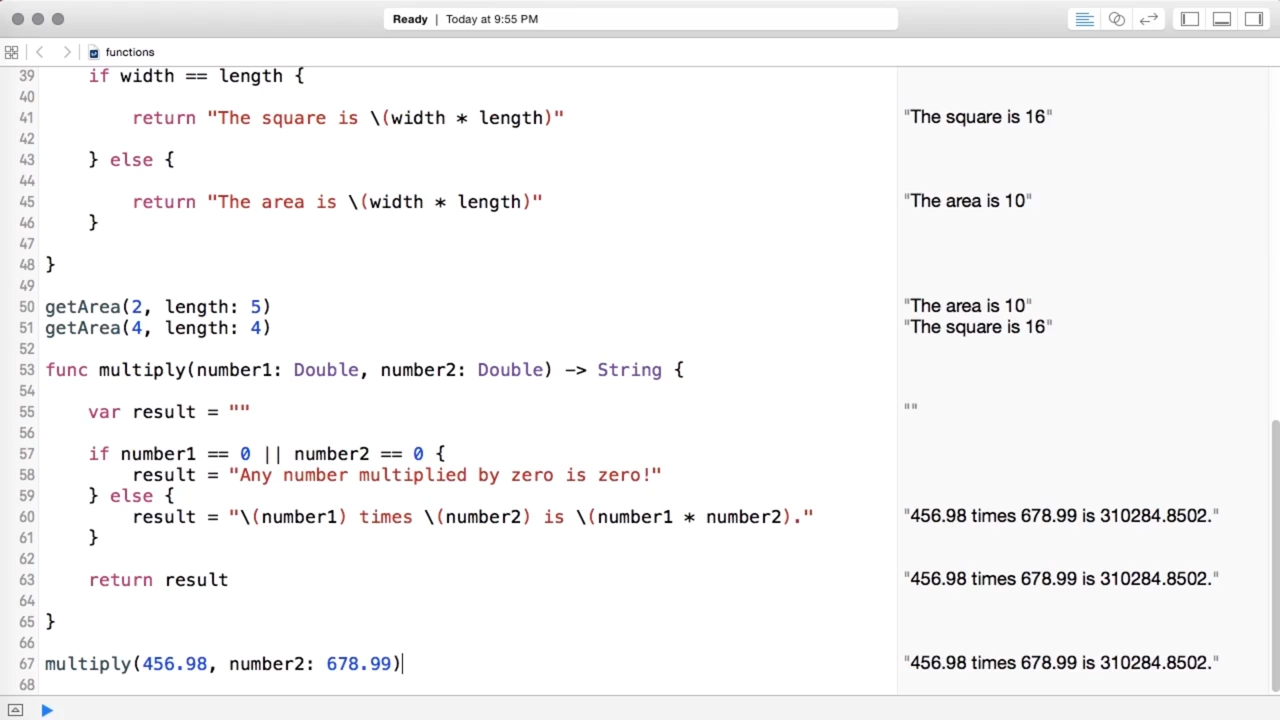 Ready | Today at 9:55 PM
functions
39 if width == length {
40
41 return "The square is \(width * length)" "The square is 16"
42
43 } else {
44
45 return "The area is \(width * length)" "The area is 10"
46 }
47
48 }
49
50 getArea(2, length: 5) "The area is 10"
51 getArea(4, length: 4) "The square is 16"
52
53 func multiply(number1: Double, number2: Double) -> String {
54
55 var result = "" ""
56
57 if number1 == 0 || number2 == 0 {
58 result = "Any number multiplied by zero is zero!"
59 } else {
60 result = "\(number1) times \(number2) is \(number1 * number2)." "456.98 times 678.99 is 310284.8502."
61 }
62
63 return result "456.98 times 678.99 is 310284.8502."
64
65 }
66
67 multiply(456.98, number2: 678.99) "456.98 times 678.99 is 310284.8502."
68